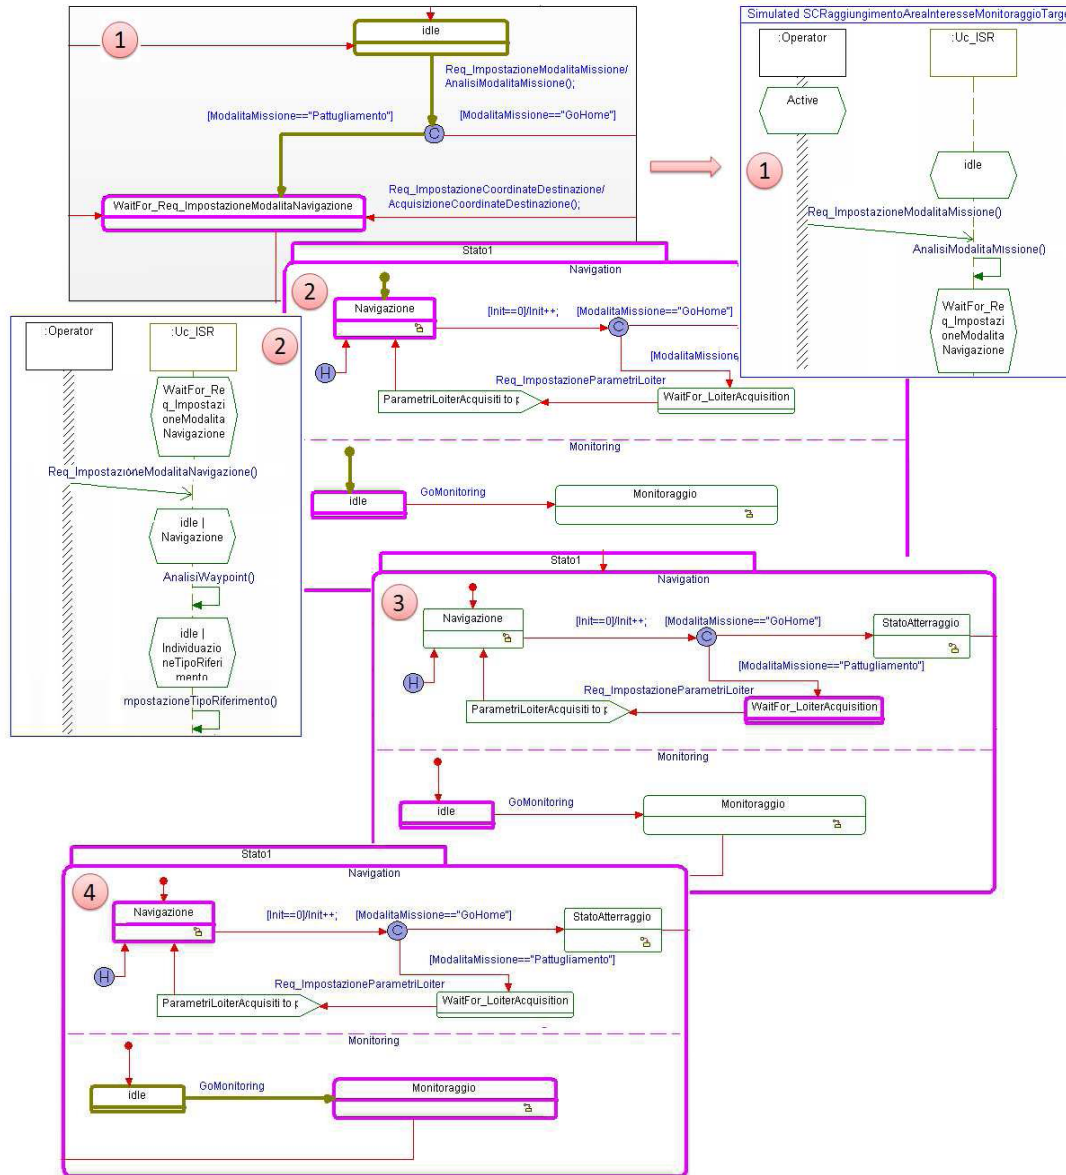 1
idle
Req_ImpostazioneModalitaMissione/
AnalisiModalitaMissione();
[ModalitaMissione=="Pattugliamento"]
[ModalitaMissione=="GoHome"]
C
Req_ImpostazioneCoordinateDestinazione/
AcquisizioneCoordinateDestinazione();
WaitFor_Req_ImpostazioneModalitaNavigazione
Simulated SCRaggiungimentoAreaInteresseMonitoraggioTarge
:Operator
:Uc_ISR
Active
1
idle
Req_ImpostazioneModalitaMissione()
AnalisiModalitaMissione()
WaitFor_Re
q_Impostazi
oneModalita
Navigazione
Stato1
Navigation
2
Navigazione
[Init==0]/Init++;
[ModalitaMissione=="GoHome"]
C
[ModalitaMissione
H
Req_ImpostazioneParametriLoiter
ParametriLoiterAcquisiti to p
WaitFor_LoiterAcquisition
Monitoring
idle
GoMonitoring
Monitoraggio
:Operator
:Uc_ISR
2
WaitFor_Re
q_Impostazi
oneModalita
Navigazione
Req_ImpostazioneModalitaNavigazione()
idle |
Navigazione
AnalisiWaypoint()
idle |
Individuazio
neTipoRiferi
mento
mpostazioneTipoRiferimento()
Stato1
Navigation
3
Navigazione
[Init==0]/Init++;
[ModalitaMissione=="GoHome"]
C
StatoAtterraggio
[ModalitaMissione=="Pattugliamento"]
H
Req_ImpostazioneParametriLoiter
ParametriLoiterAcquisiti to p
WaitFor_LoiterAcquisition
Monitoring
idle
GoMonitoring
Monitoraggio
Stato1
Navigation
4
Navigazione
[Init==0]/Init++;
[ModalitaMissione=="GoHome"]
C
StatoAtterraggio
[ModalitaMissione=="Pattugliamento"]
H
Req_ImpostazioneParametriLoiter
ParametriLoiterAcquisiti to p
WaitFor_LoiterAcquisition
Monitoring
idle
GoMonitoring
Monitoraggio